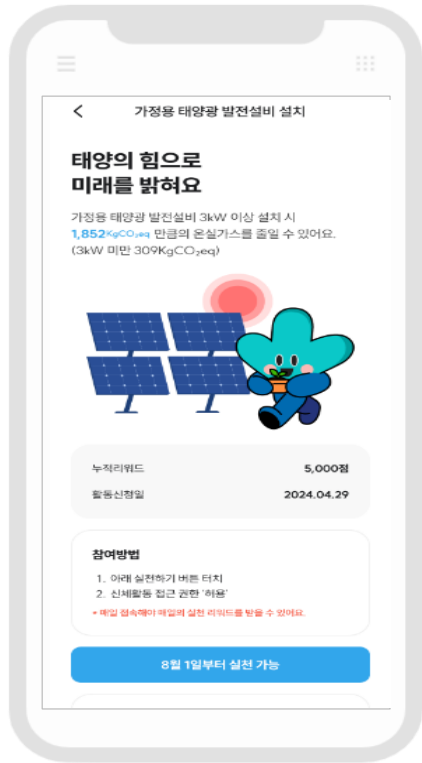 가정용 태양광 발전설비 설치
태양의 힘으로
미래를 밝혀요
가정용 태양광 발전설비 3kW 이상 설치 시
1,852KgCO₂eq 만큼의 온실가스를 줄일 수 있어요.
(3kW 미만 309KgCO₂eq)
누적리워드 5,000점
활동신청일 2024.04.29
참여방법
1. 아래 실천하기 버튼 터치
2. 신체활동 접근 권한 '허용'
* 매일 접속해야 매일의 실천 리워드를 받을 수 있어요.
8월 1일부터 실천 가능